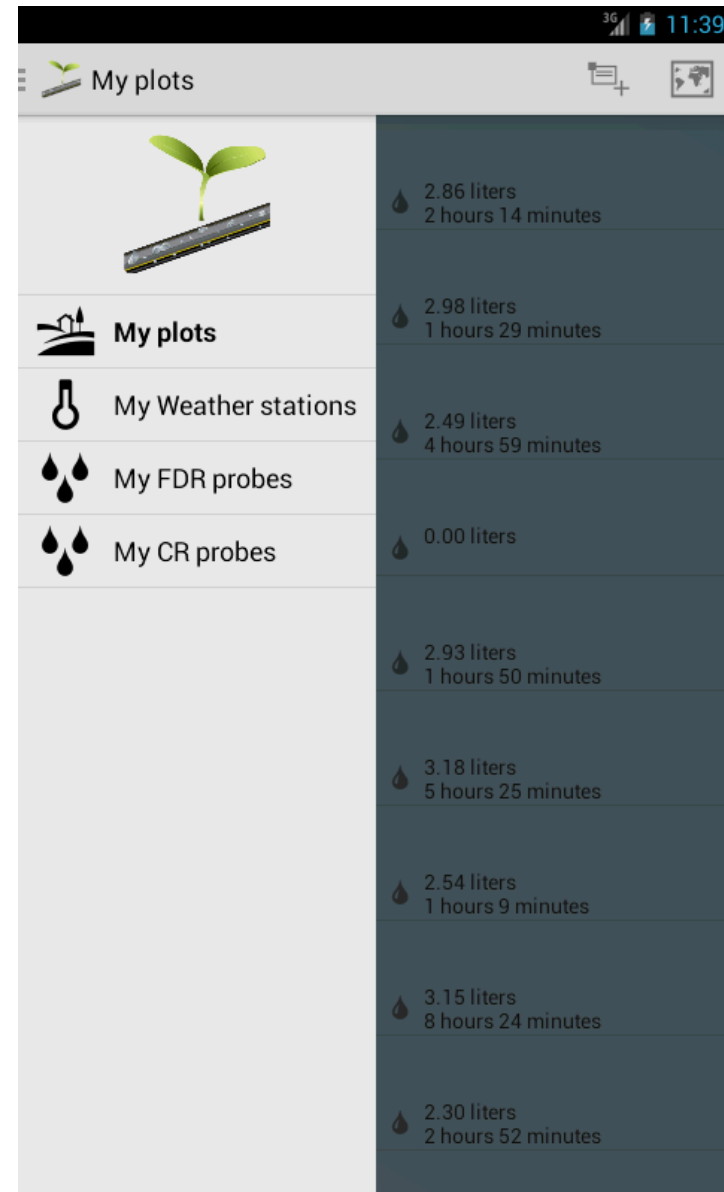 3G 11:39
My plots
My plots
My Weather stations
My FDR probes
My CR probes
2.86 liters
2 hours 14 minutes
2.98 liters
1 hours 29 minutes
2.49 liters
4 hours 59 minutes
0.00 liters
2.93 liters
1 hours 50 minutes
3.18 liters
5 hours 25 minutes
2.54 liters
1 hours 9 minutes
3.15 liters
8 hours 24 minutes
2.30 liters
2 hours 52 minutes